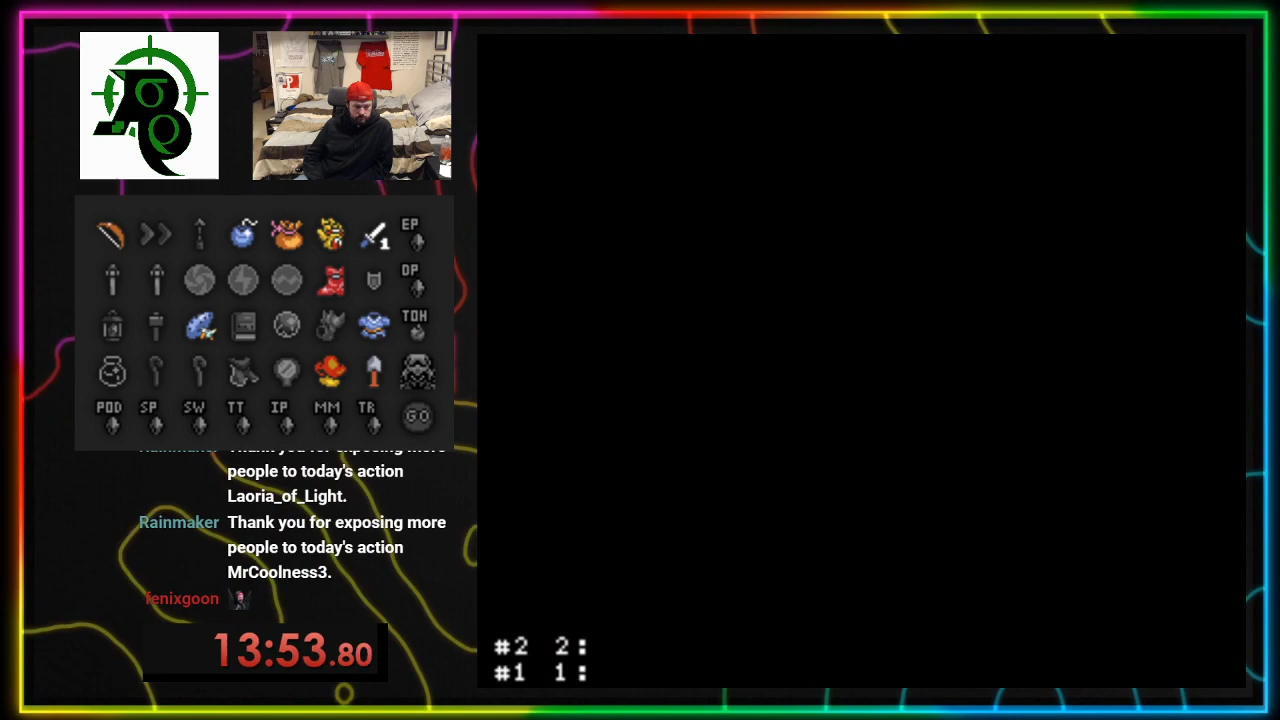 EP
1
DP
TOH
POD SP SW TT IP MM TR GO
people to today's action
Laoria_of_Light.
Rainmaker Thank you for exposing more
people to today's action
MrCoolness3.
fenixgoon
13:53.80
#2 2:
#1 1: